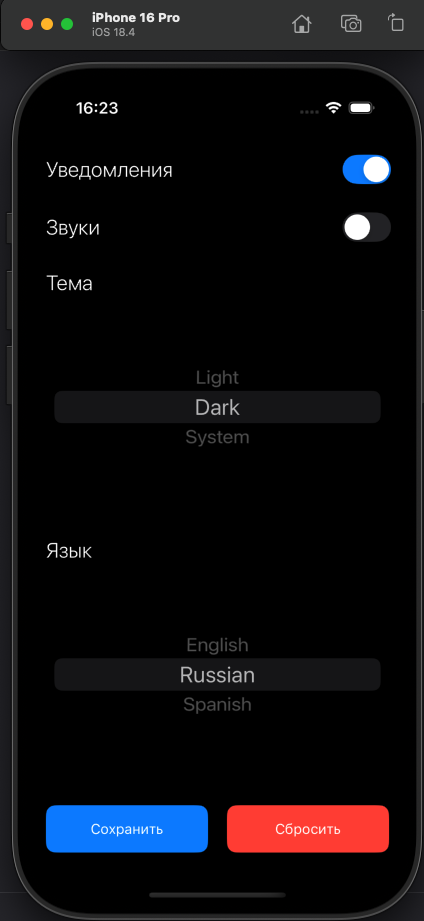 iPhone 16 Pro
iOS 18.4
16:23
Уведомления
Звуки
Тема
Light
Dark
System
Язык
English
Russian
Spanish
Сохранить
Сбросить